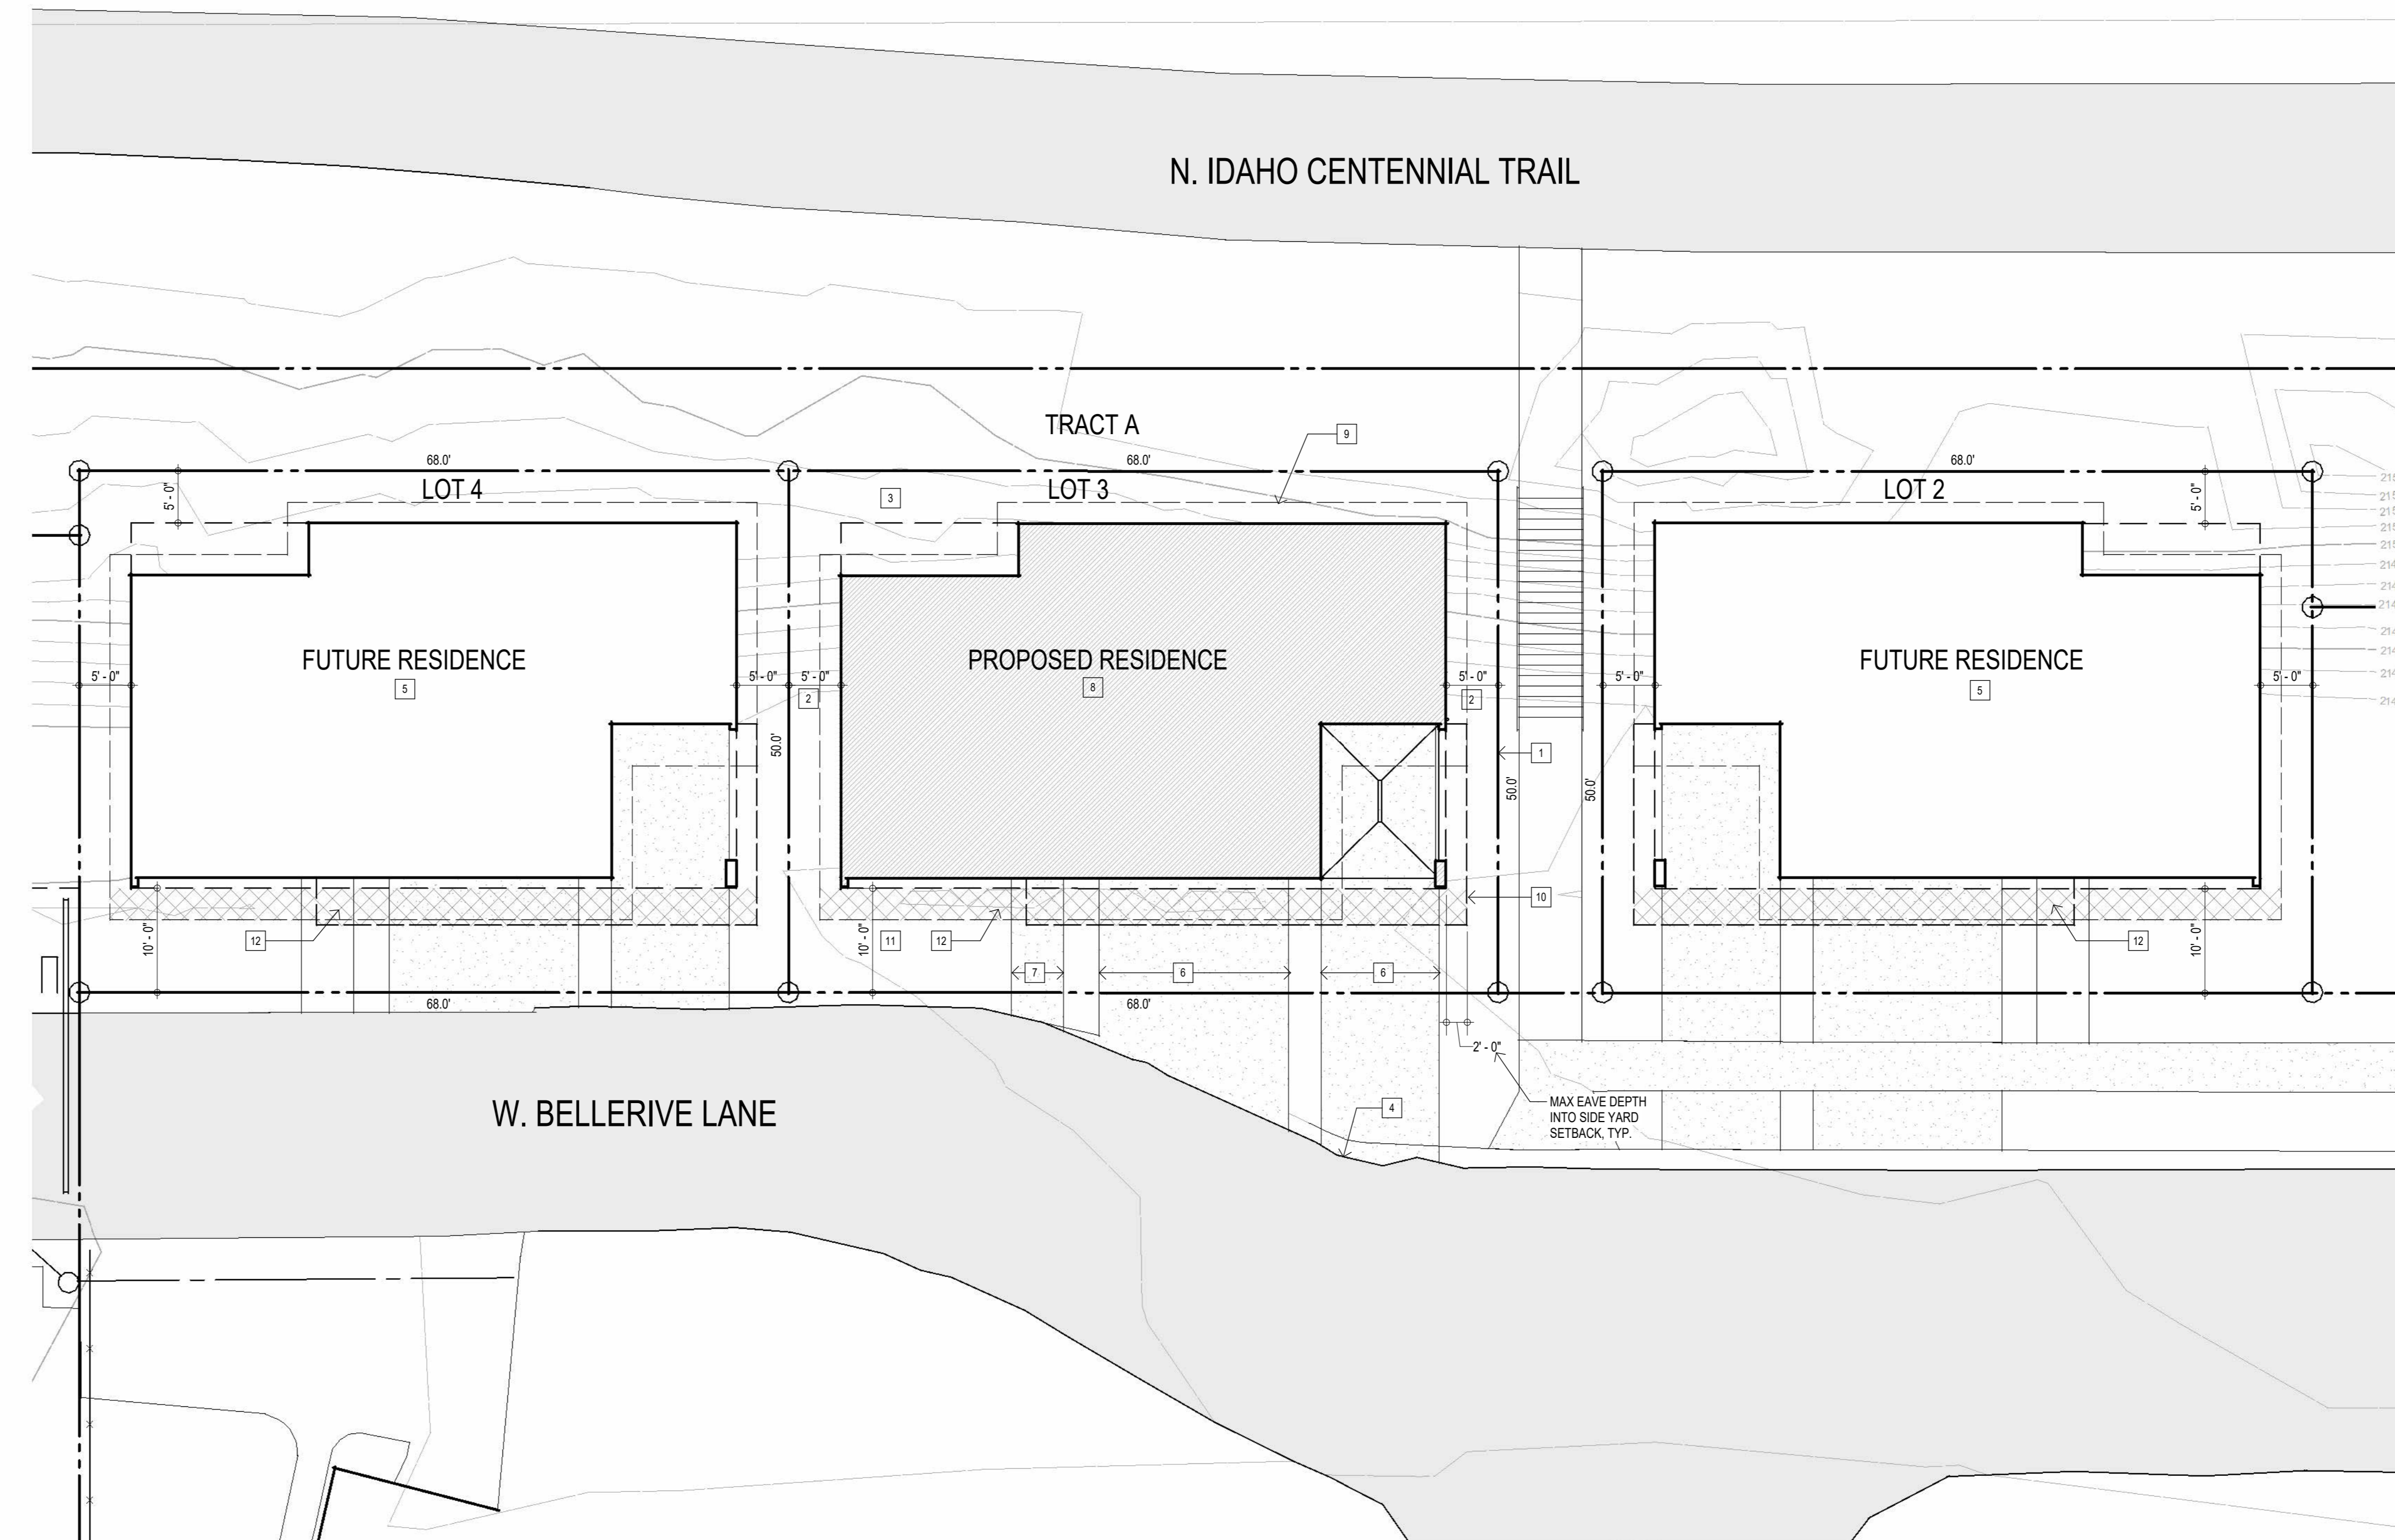 N. IDAHO CENTENNIAL TRAIL
TRACT A
9
68.0'
68.0'
68.0'
LOT 4
LOT 3
LOT 2
3
5' - 0"
5' - 0"
FUTURE RESIDENCE
5
PROPOSED RESIDENCE
8
FUTURE RESIDENCE
5
5' - 0"
5' - 0"
5' - 0"
2
5' - 0"
2
5' - 0"
5' - 0"
50.0'
1
50.0'
50.0'
10
10' - 0"
12
10' - 0"
11
12
12
10' - 0"
7
6
6
68.0'
68.0'
2' - 0"
MAX EAVE DEPTH
INTO SIDE YARD
SETBACK, TYP.
4
W. BELLERIVE LANE